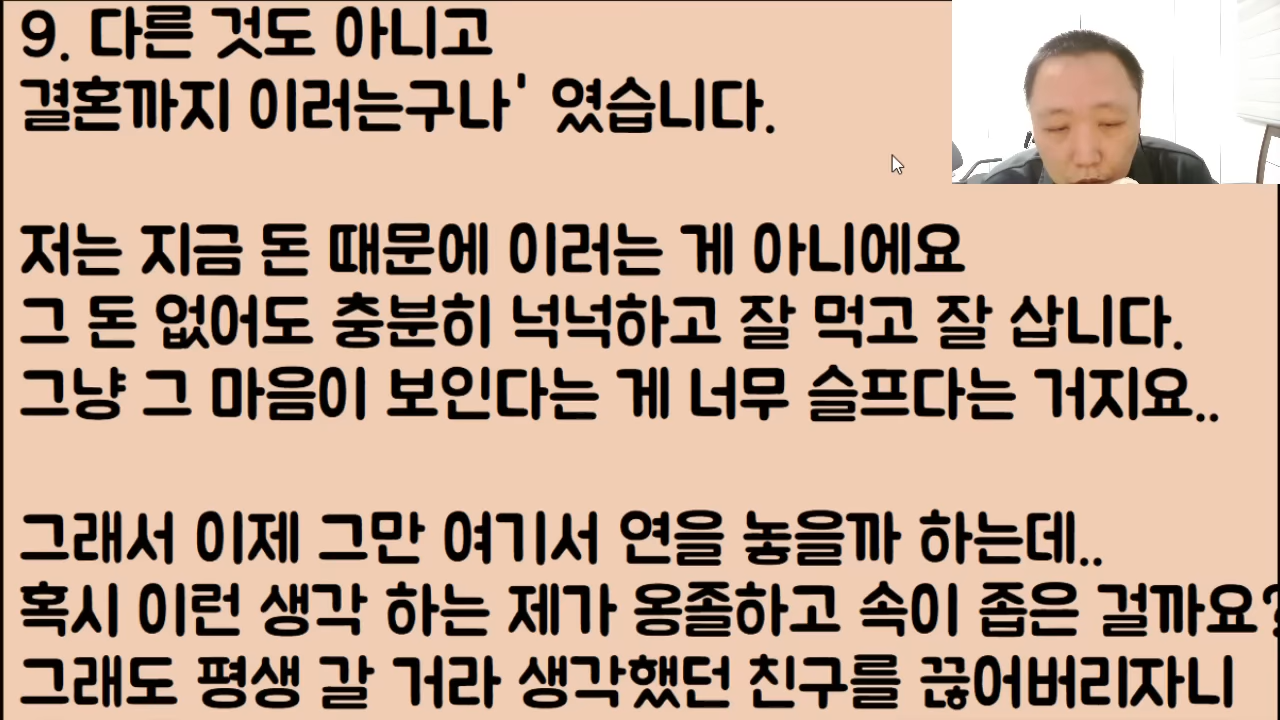 9. 다른 것도 아니고
결혼까지 이러는구나' 였습니다.
저는 지금 돈 때문에 이러는 게 아니에요
그 돈 없어도 충분히 넉넉하고 잘 먹고 잘 삽니다.
그냥 그 마음이 보인다는 게 너무 슬프다는 거지요..
그래서 이제 그만 여기서 연을 놓을까 하는데..
혹시 이런 생각 하는 제가 옹졸하고 속이 좁은 걸까요?
그래도 평생 갈 거라 생각했던 친구를 끊어버리자니